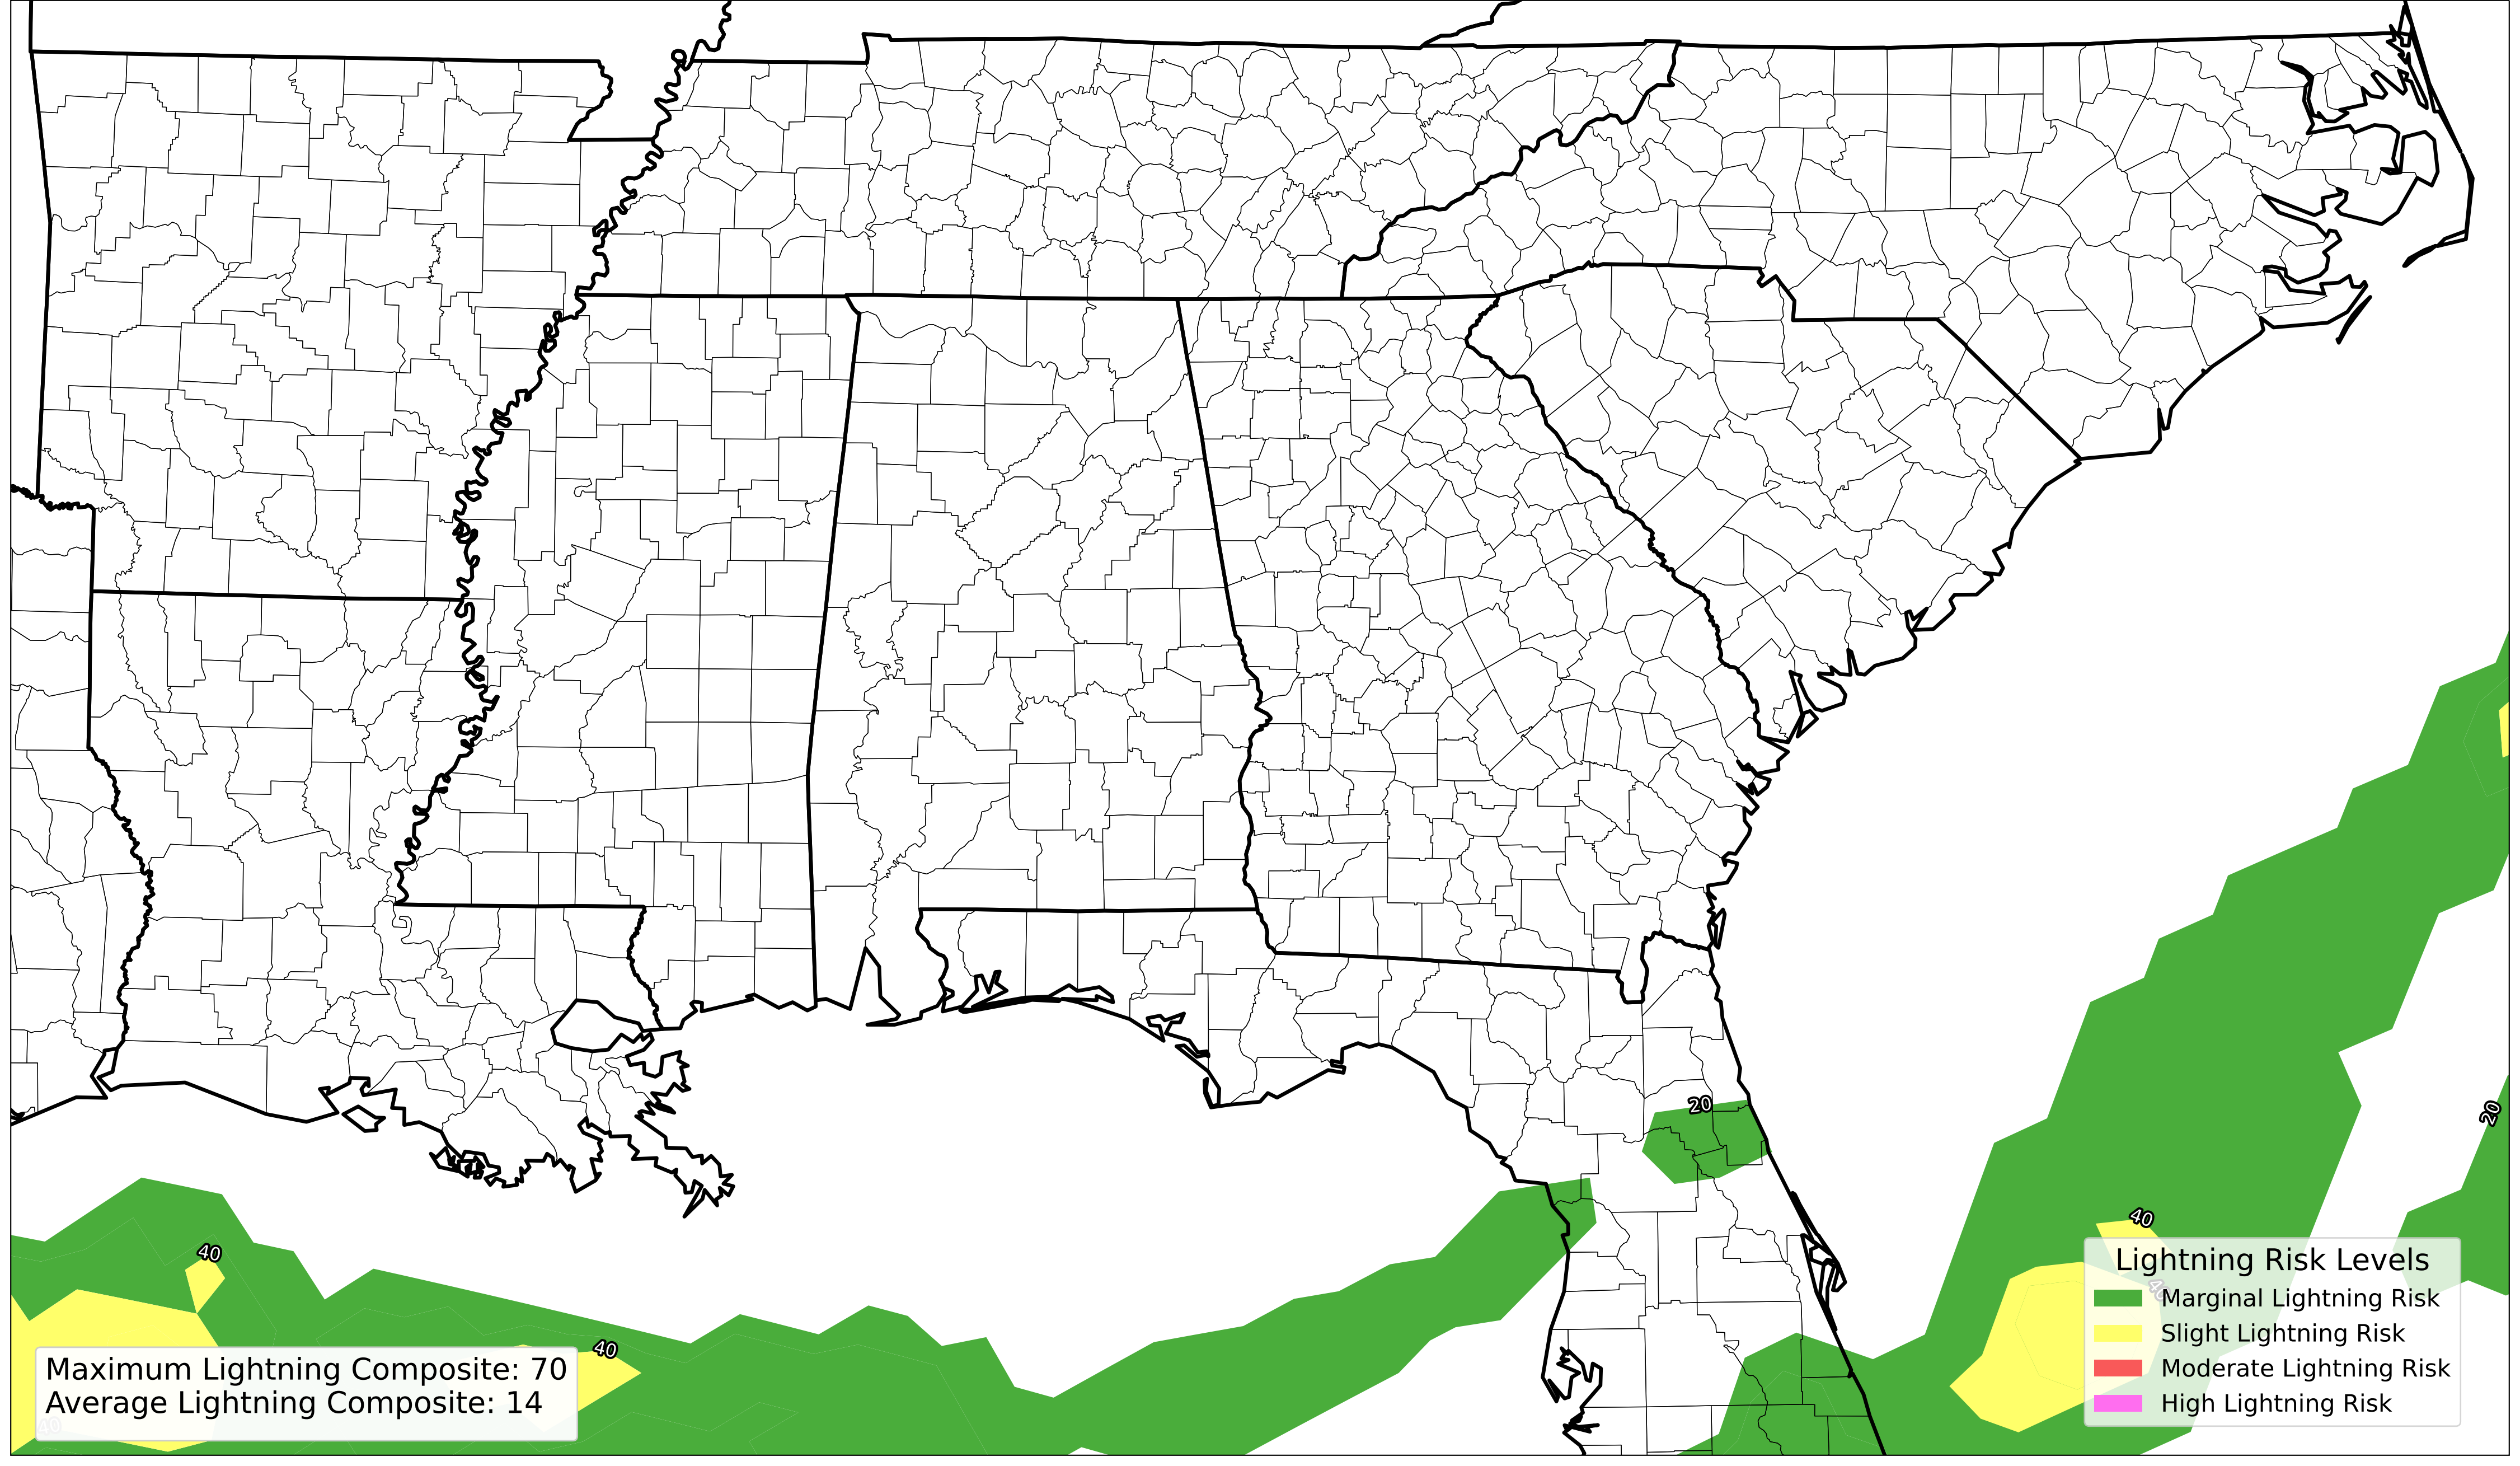 20
20
40
40
40
40
40
Lightning Risk Levels
Marginal Lightning Risk
Slight Lightning Risk
Moderate Lightning Risk
High Lightning Risk
Maximum Lightning Composite: 70
Average Lightning Composite: 14